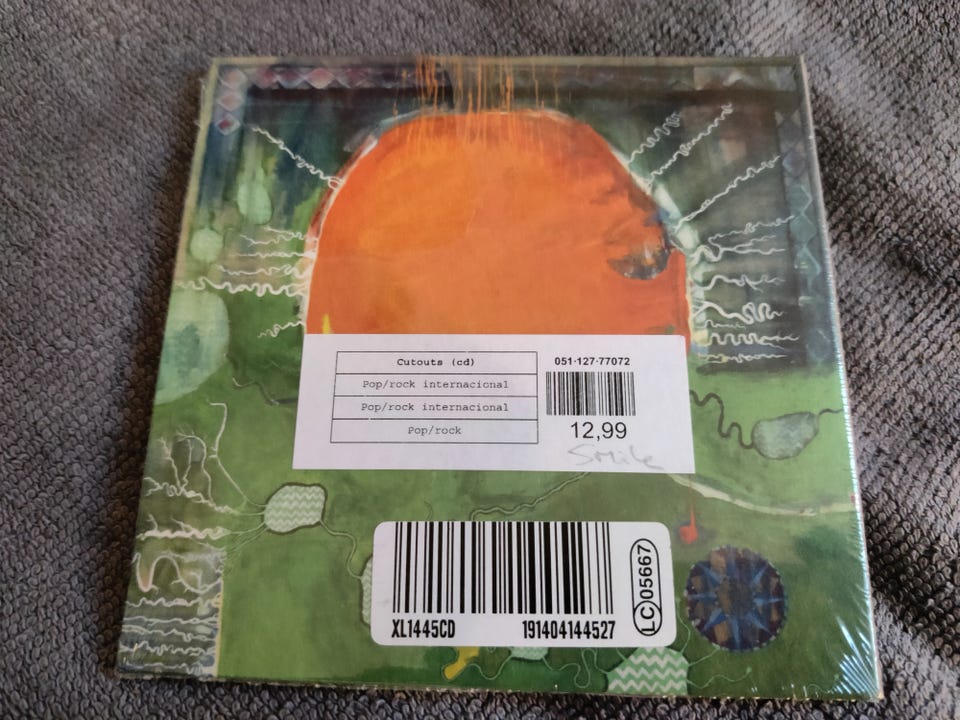 Cutouts (cd)
Pop/rock internacional
Pop/rock internacional
Pop/rock
051-127-77072
12,99
Smile
XL1445CD
191404144527
LC 05667